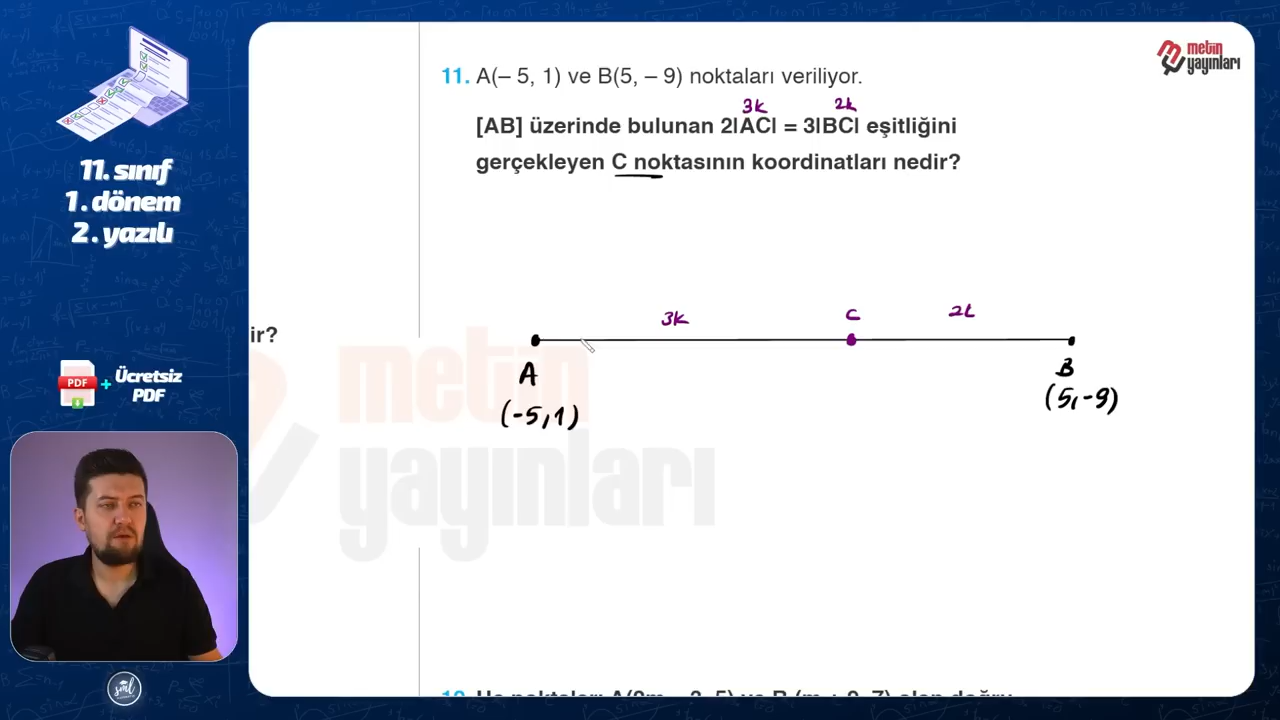 11. sınıf
1. dönem
2. yazılı
PDF
+ Ücretsiz
PDF
sml
metin
yayınları
11. A(– 5, 1) ve B(5, – 9) noktaları veriliyor.
3k 2k
[AB] üzerinde bulunan 2|AC| = 3|BC| eşitliğini
gerçekleyen C noktasının koordinatları nedir?
ir?
3k C 2k
A B
(-5,1) (5,-9)
metin
yayınları